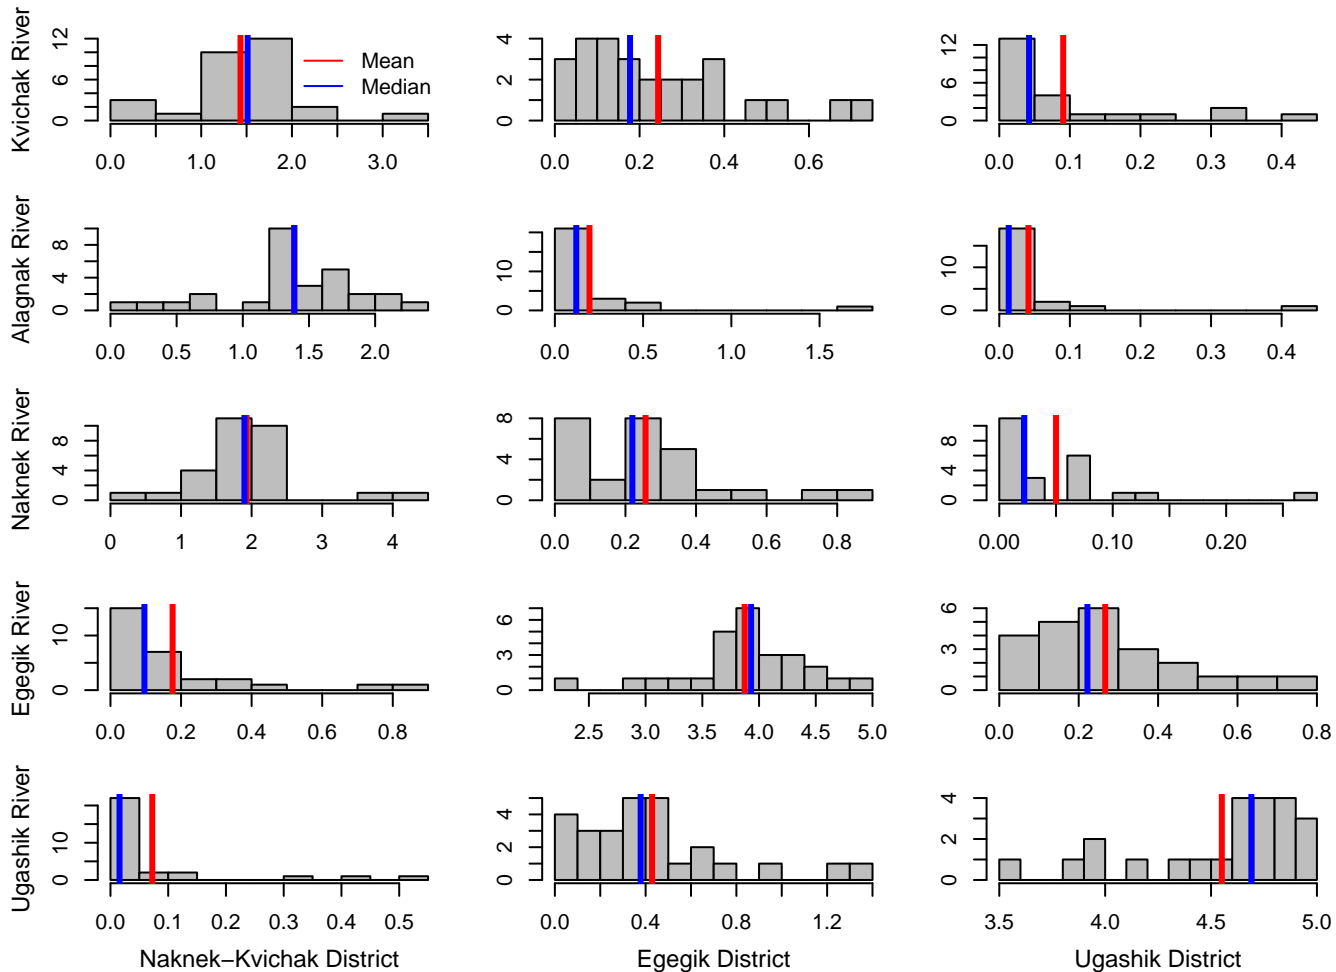 Kvichak River
0 6 12
Mean
Median
0.0 1.0 2.0 3.0
0 2 4
0.0 0.2 0.4 0.6
0 6 12
0.0 0.1 0.2 0.3 0.4
Alagnak River
0 4 8
0.0 0.5 1.0 1.5 2.0
0 10
0.0 0.5 1.0 1.5
0 10
0.0 0.1 0.2 0.3 0.4
Naknek River
0 4 8
0 1 2 3 4
0 4 8
0.0 0.2 0.4 0.6 0.8
0 4 8
0.00 0.10 0.20
Egegik River
0 10
0.0 0.2 0.4 0.6 0.8
0 3 6
2.5 3.0 3.5 4.0 4.5 5.0
0 3 6
0.0 0.2 0.4 0.6 0.8
Ugashik River
0 10
0.0 0.1 0.2 0.3 0.4 0.5
0 2 4
0.0 0.4 0.8 1.2
0 2 4
3.5 4.0 4.5 5.0
Naknek−Kvichak District
Egegik District
Ugashik District